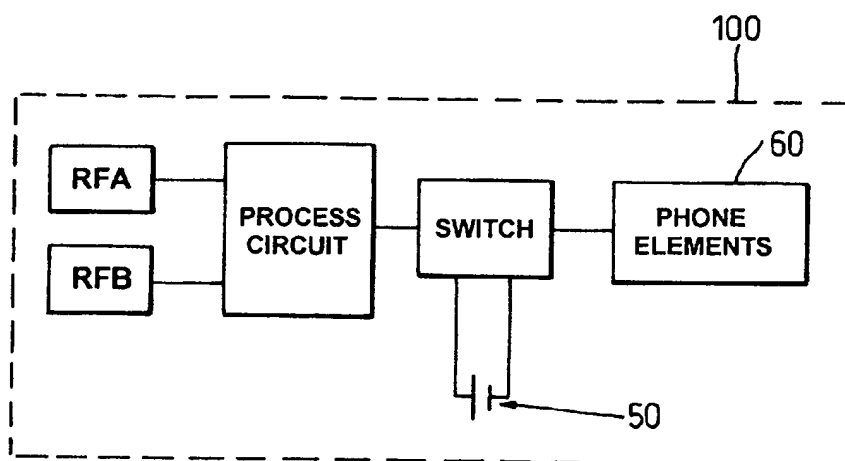 100
RFA
RFB
PROCESS
CIRCUIT
SWITCH
60
PHONE
ELEMENTS
50